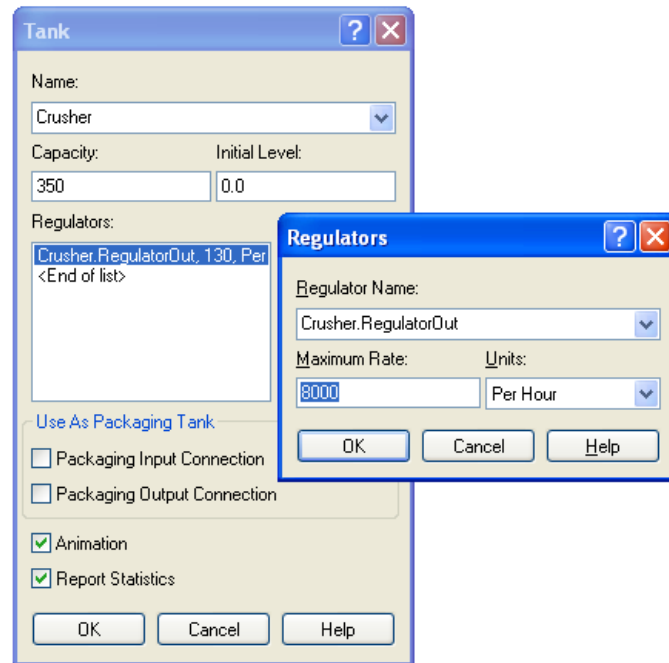 Tank
Name:
Crusher
Capacity: Initial Level:
350 0.0
Regulators:
Crusher.RegulatorOut, 130, Per
<End of list>
Use As Packaging Tank
Packaging Input Connection
Packaging Output Connection
Animation
Report Statistics
OK Cancel Help
Regulators
Regulator Name:
Crusher.RegulatorOut
Maximum Rate: Units:
8000 Per Hour
OK Cancel Help